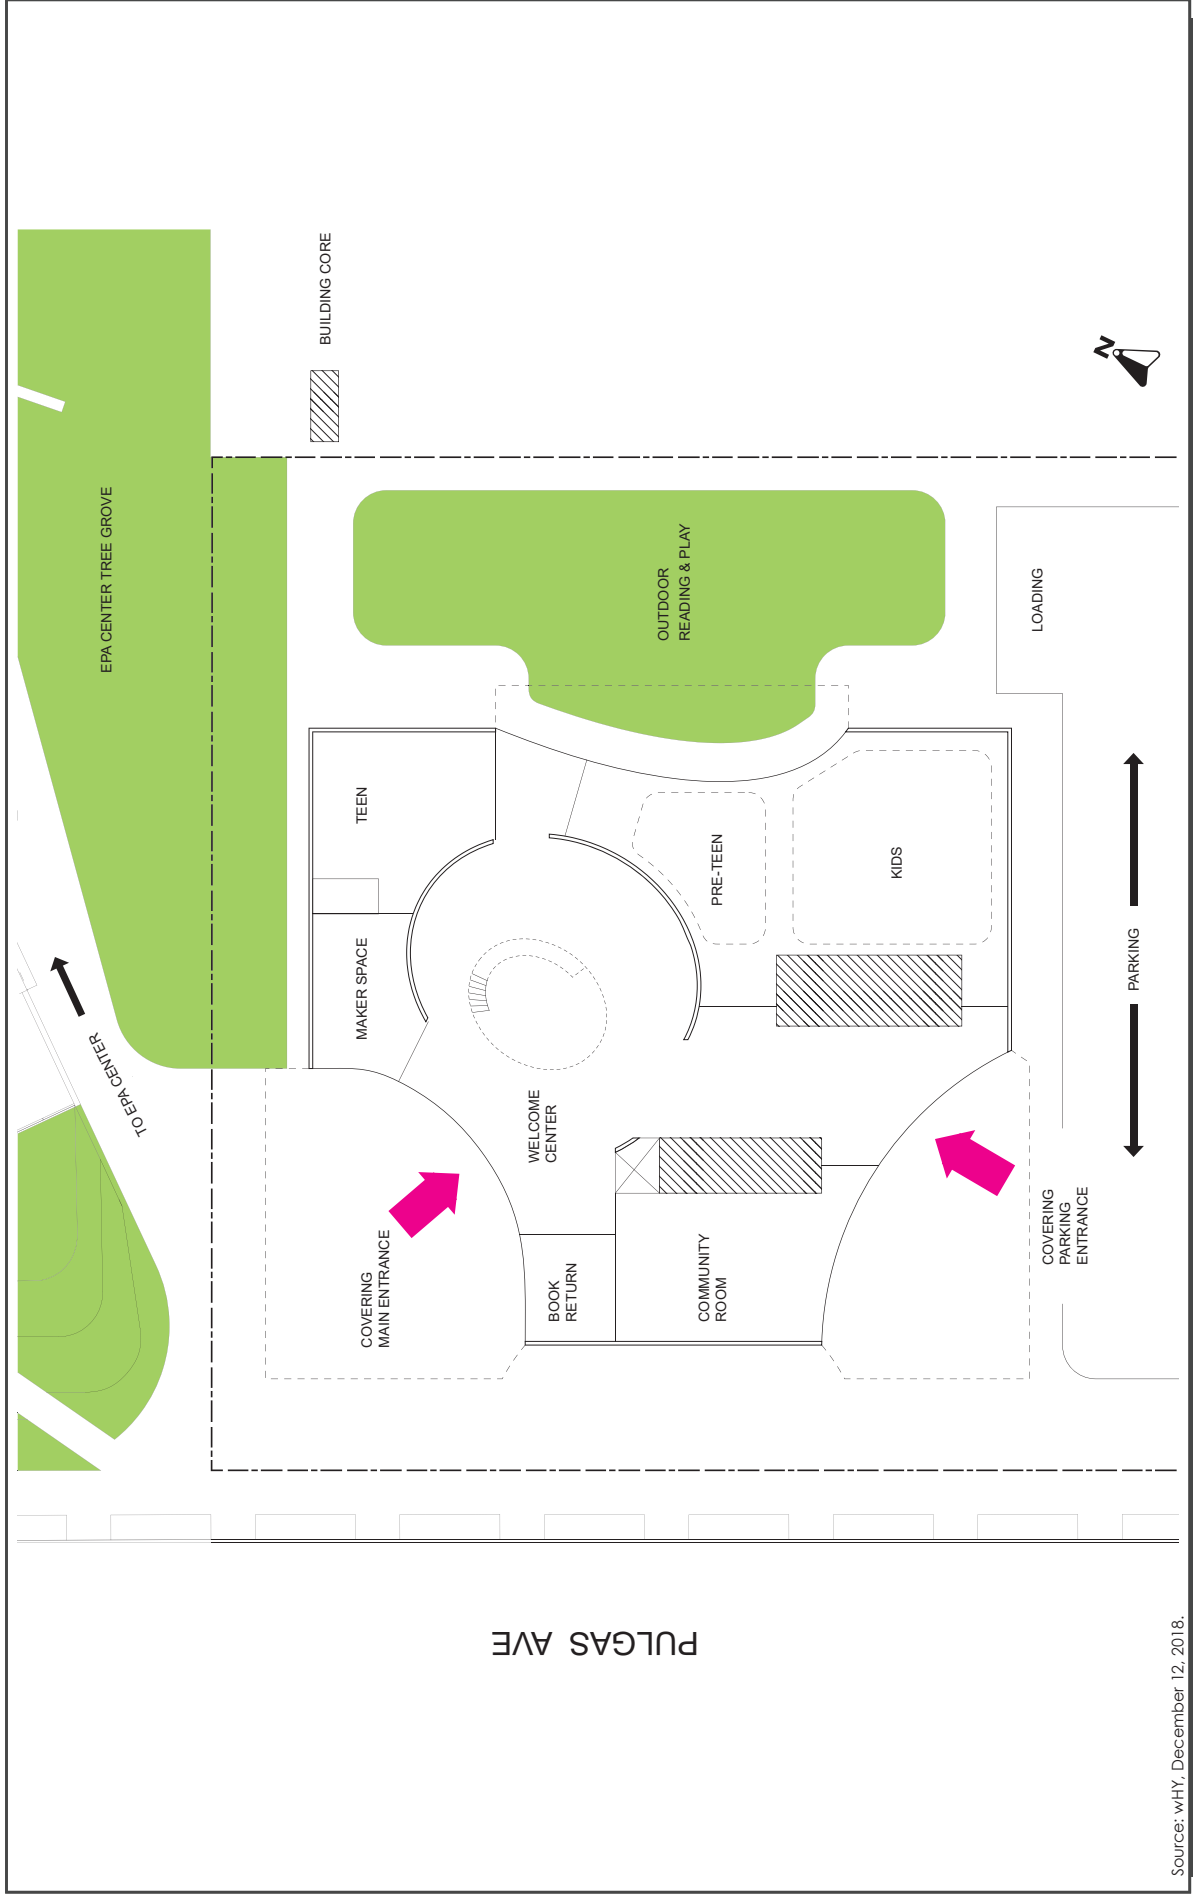 EPA CENTER TREE GROVE
BUILDING CORE
TO EPA CENTER
TEEN
MAKER SPACE
OUTDOOR
READING & PLAY
PRE-TEEN
KIDS
LOADING
N
WELCOME
CENTER
COVERING
MAIN ENTRANCE
BOOK
RETURN
COMMUNITY
ROOM
COVERING
PARKING
ENTRANCE
PARKING
PULGAS AVE
Source: wHY, December 12, 2018.